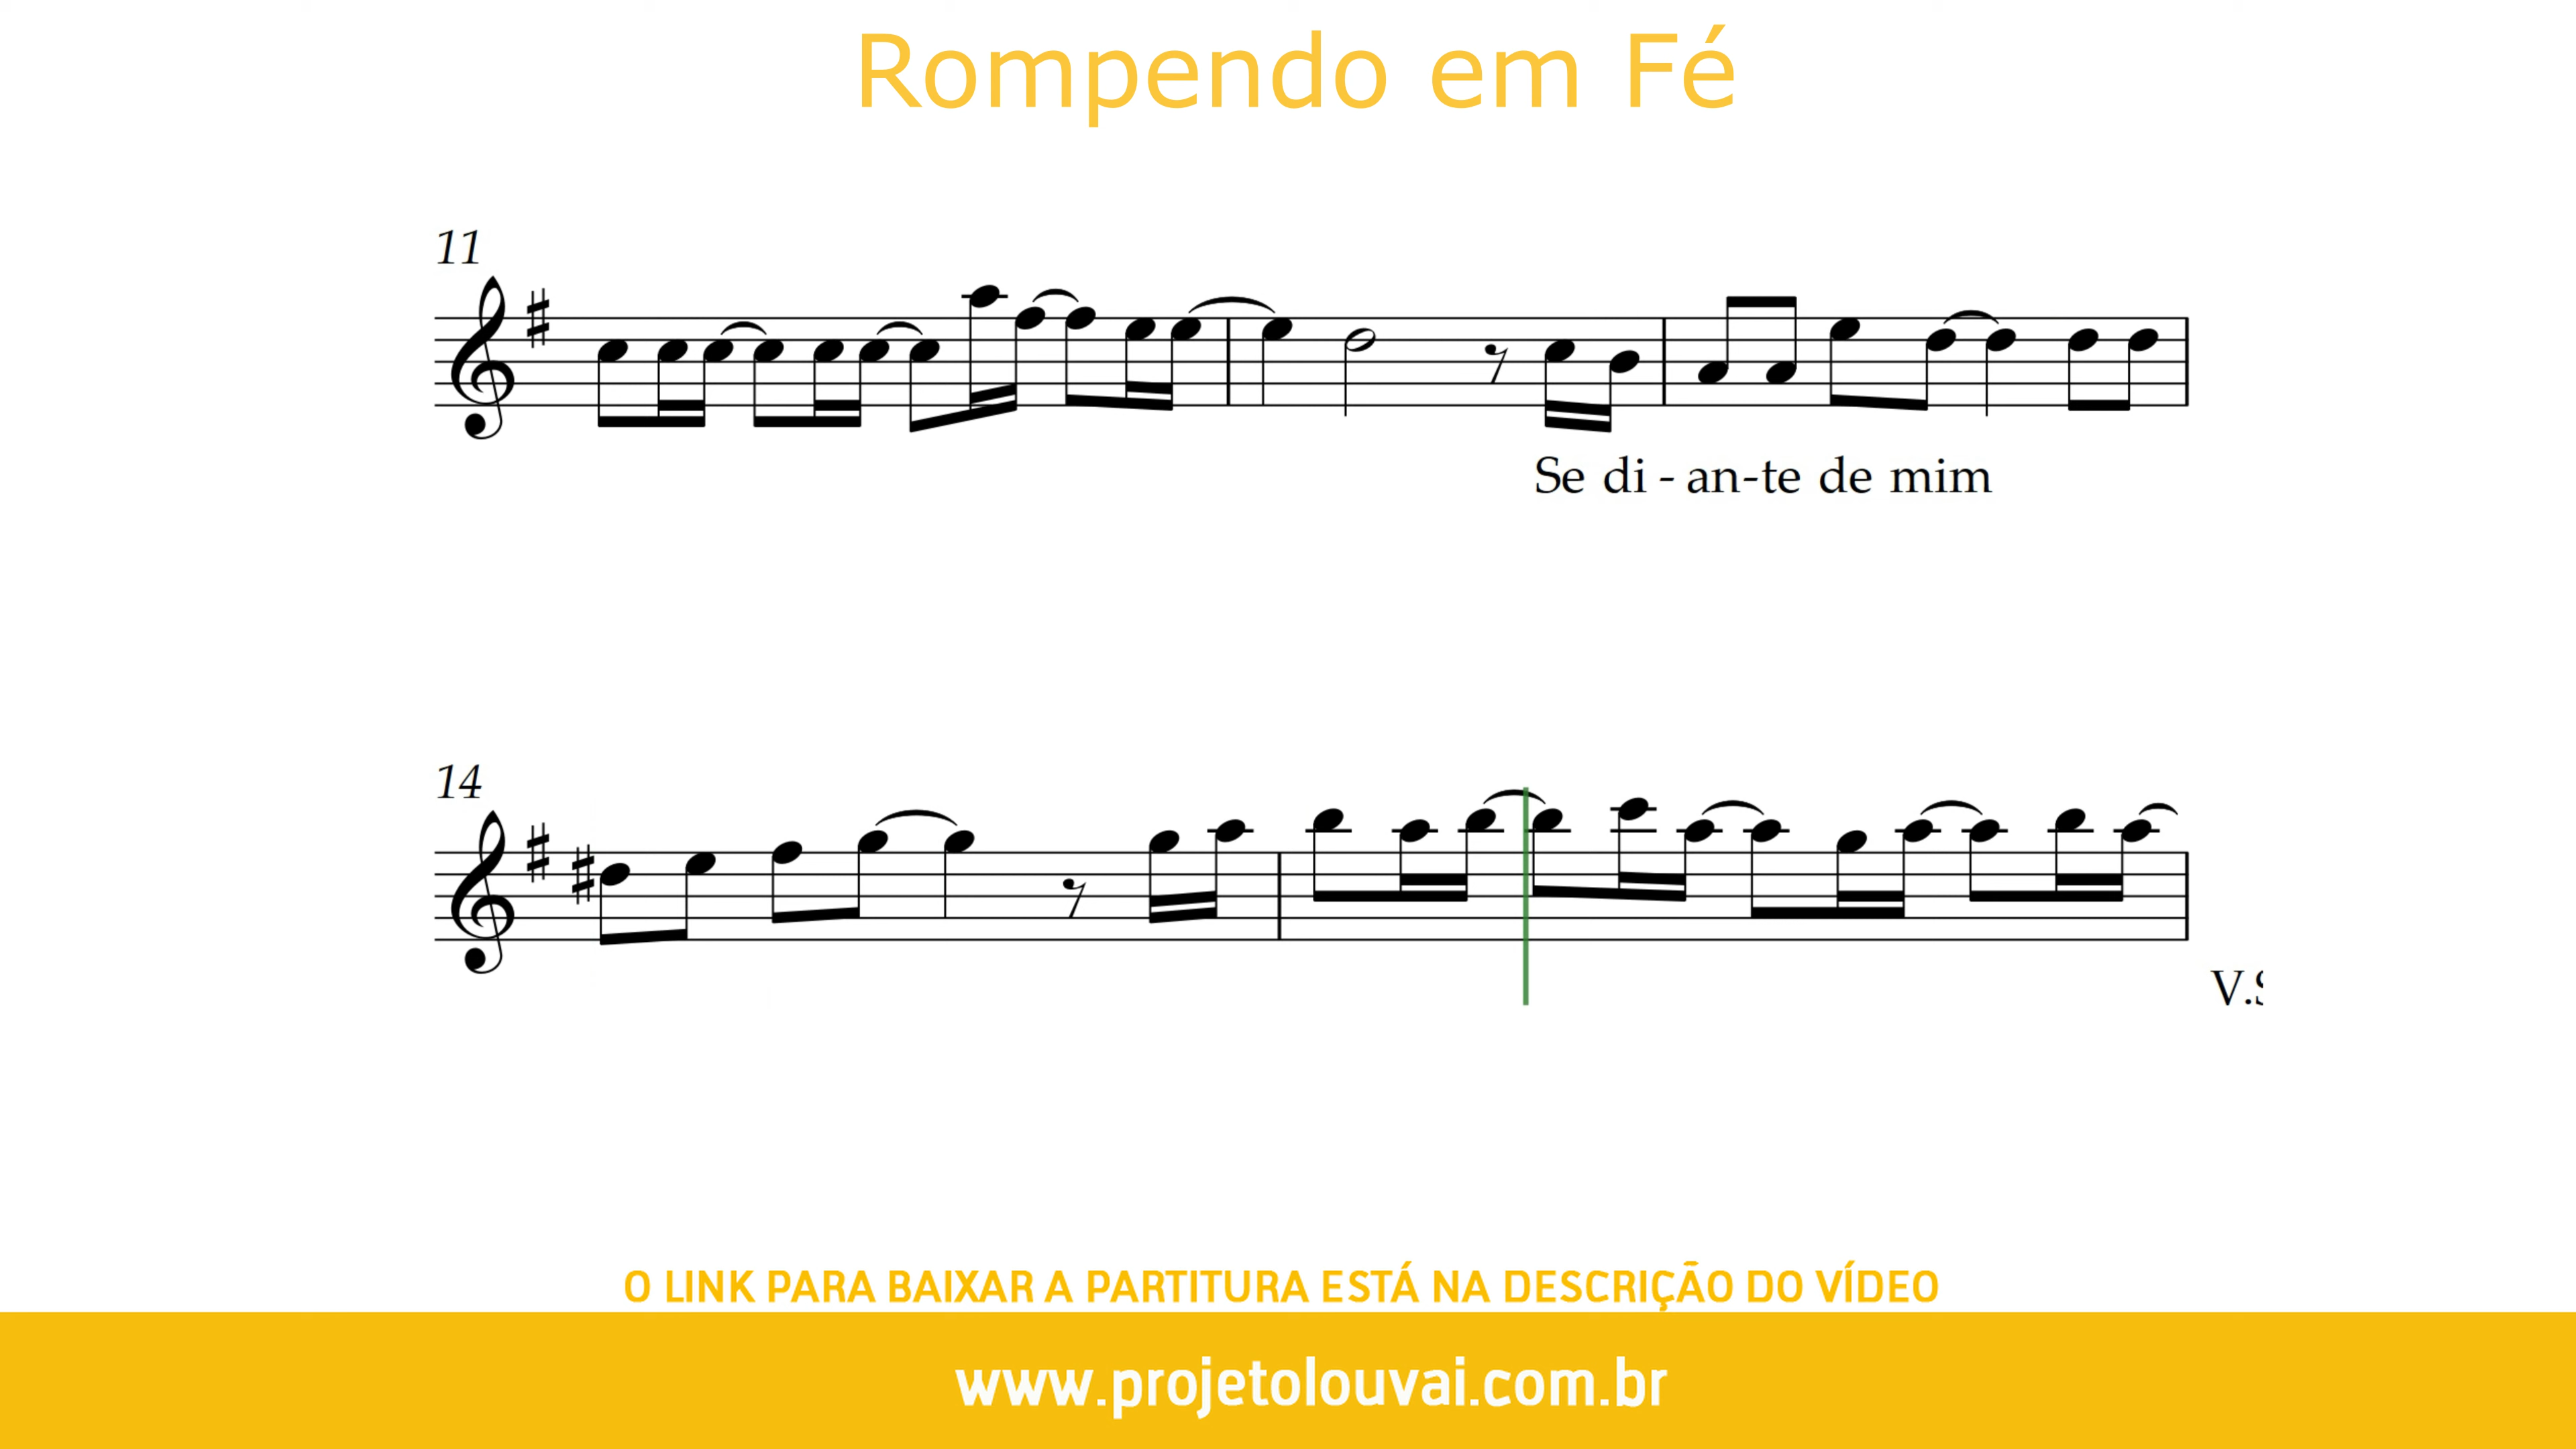 Rompendo em Fé
11
Se di - an-te de mim
14
V.S
O LINK PARA BAIXAR A PARTITURA ESTÁ NA DESCRIÇÃO DO VÍDEO
www.projetolouvai.com.br